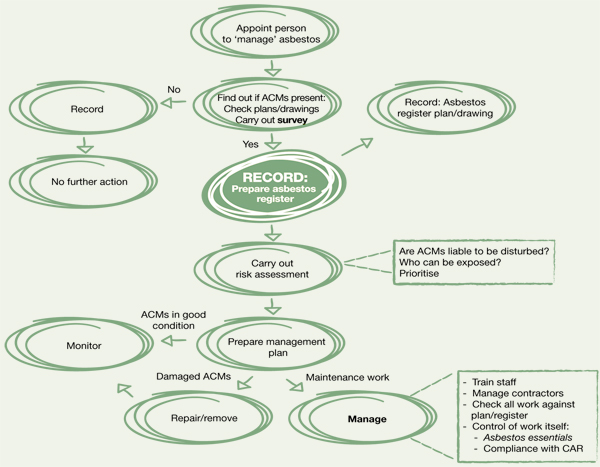 Appoint person
to ‘manage’ asbestos
No
Record
Find out if ACMs present:
Check plans/drawings
Carry out survey
Record: Asbestos
register plan/drawing
Yes
No further action
RECORD:
Prepare asbestos
register
Carry out
risk assessment
Are ACMs liable to be disturbed?
Who can be exposed?
Prioritise
ACMs in good
condition
Monitor
Prepare management
plan
Damaged ACMs
Maintenance work
Repair/remove
Manage
- Train staff
- Manage contractors
- Check all work against
plan/register
- Control of work itself:
- Asbestos essentials
- Compliance with CAR